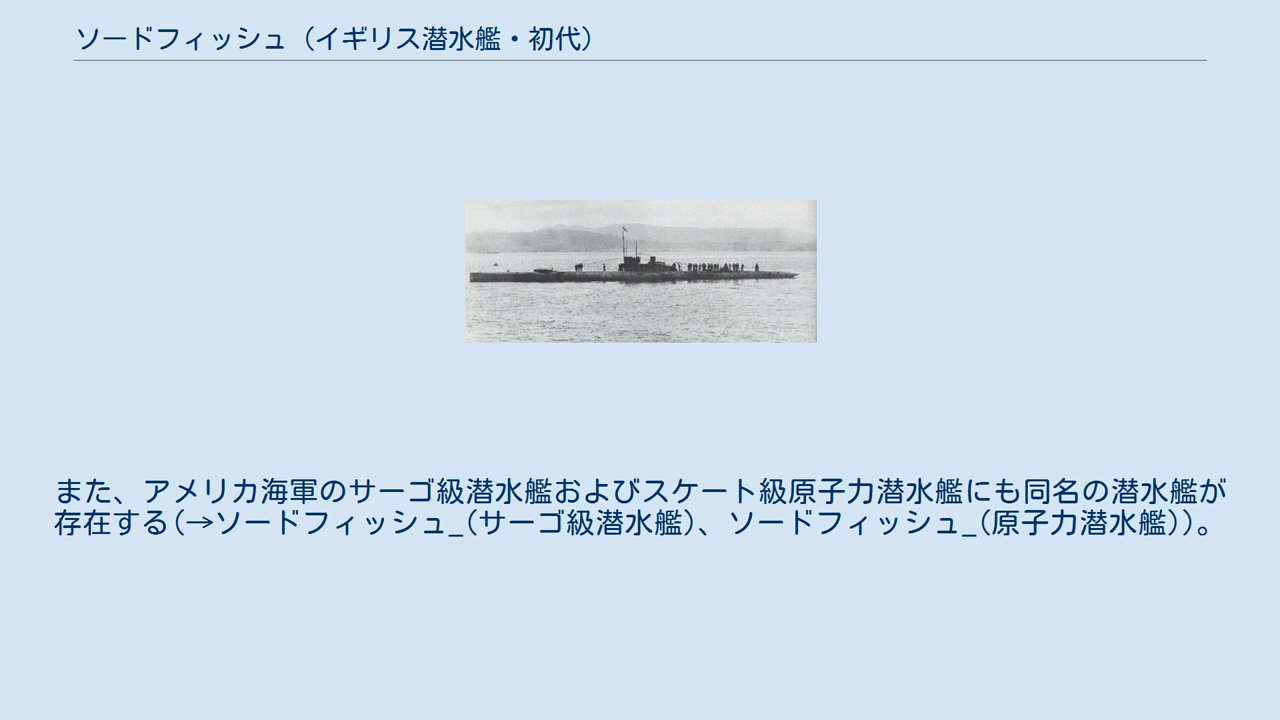 ソードフィッシュ（イギリス潜水艦・初代）
また、アメリカ海軍のサーゴ級潜水艦およびスケート級原子力潜水艦にも同名の潜水艦が
存在する(→ソードフィッシュ_(サーゴ級潜水艦)、ソードフィッシュ_(原子力潜水艦))。